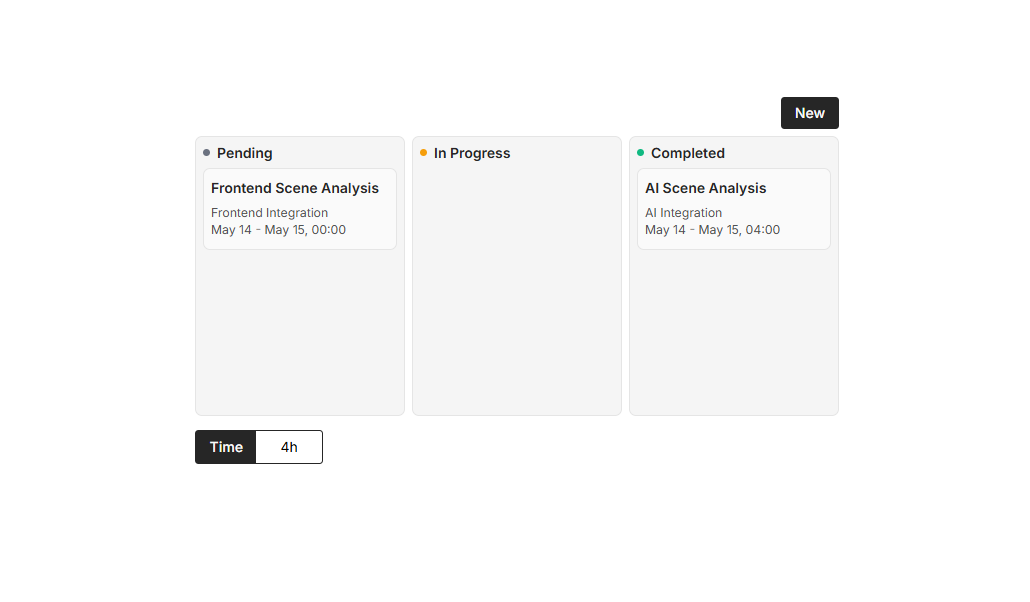 New
Pending
Frontend Scene Analysis
Frontend Integration
May 14 - May 15, 00:00
In Progress
Completed
AI Scene Analysis
AI Integration
May 14 - May 15, 04:00
Time 4h